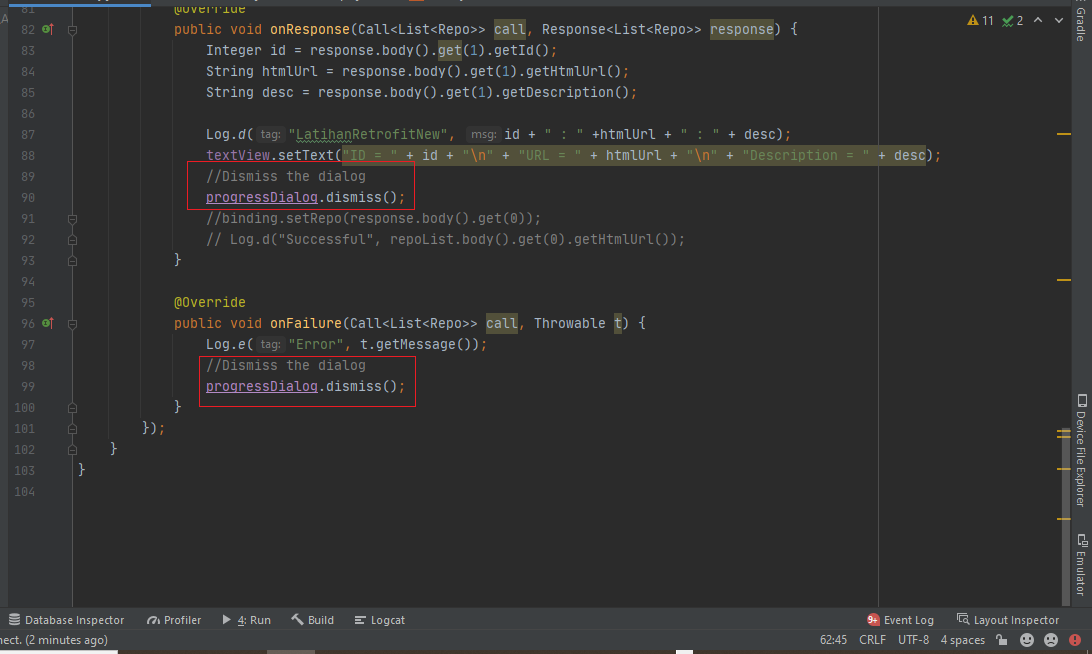 81 @Override
82 public void onResponse(Call<List<Repo>> call, Response<List<Repo>> response) {
83 Integer id = response.body().get(1).getId();
84 String htmlUrl = response.body().get(1).getHtmlUrl();
85 String desc = response.body().get(1).getDescription();
86
87 Log.d( tag: "LatihanRetrofitNew", msg: id + " : " +htmlUrl + " : " + desc);
88 textView.setText("ID = " + id + "\n" + "URL = " + htmlUrl + "\n" + "Description = " + desc);
89 //Dismiss the dialog
90 progressDialog.dismiss();
91 //binding.setRepo(response.body().get(0));
92 // Log.d("Successful", repoList.body().get(0).getHtmlUrl());
93 }
94
95 @Override
96 public void onFailure(Call<List<Repo>> call, Throwable t) {
97 Log.e( tag: "Error", t.getMessage());
98 //Dismiss the dialog
99 progressDialog.dismiss();
100 }
101 });
102 }
103 }
104
11 2
Gradle
Device File Explorer
Emulator
Database Inspector Profiler 4: Run Build Logcat 9+ Event Log Layout Inspector
nect. (2 minutes ago) 62:45 CRLF UTF-8 4 spaces